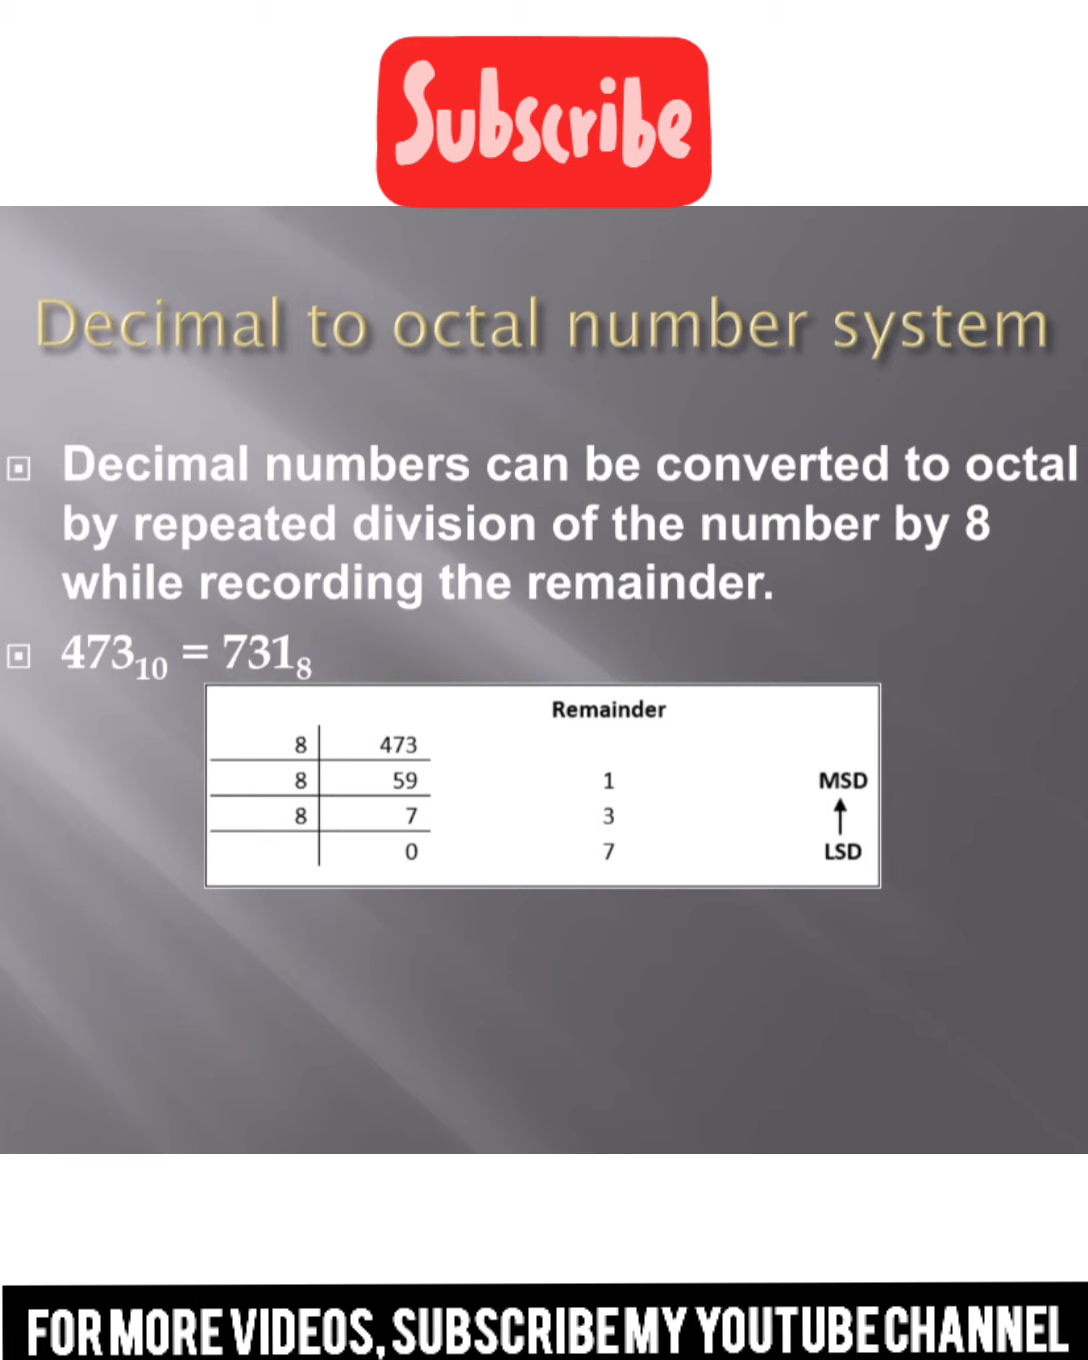 Subscribe
Decimal to octal number system
Decimal numbers can be converted to octal
by repeated division of the number by 8
while recording the remainder.
473₁₀ = 731₈
Remainder
8 473
8 59 1 MSD
8 7 3 ↑
0 7 LSD
FOR MORE VIDEOS, SUBSCRIBE MY YOUTUBE CHANNEL